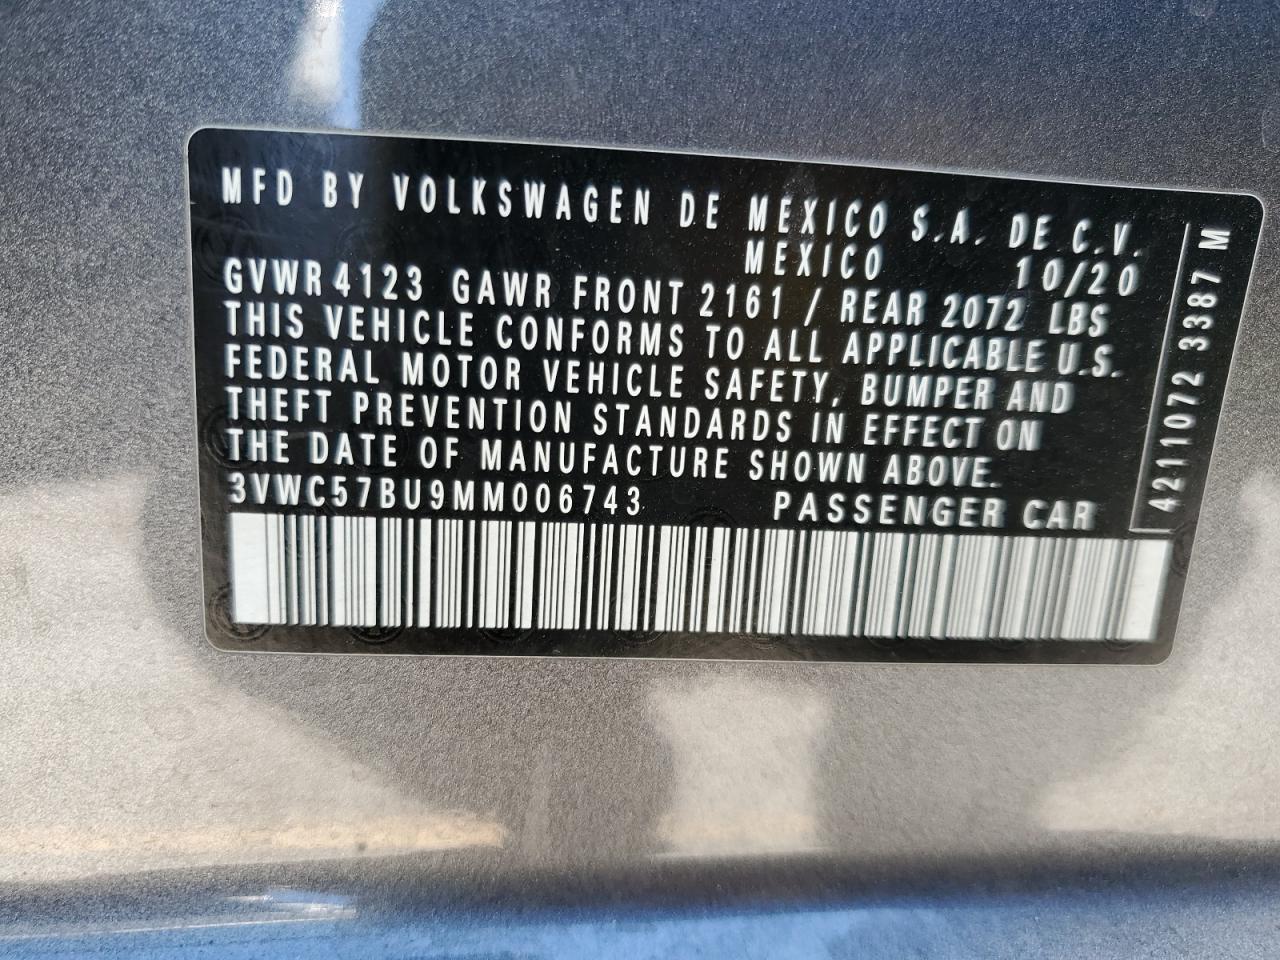 MFD BY VOLKSWAGEN DE MEXICO S.A. DE C.V.
MEXICO 10/20
GVWR 4123 GAWR FRONT 2161 / REAR 2072 LBS
THIS VEHICLE CONFORMS TO ALL APPLICABLE U.S.
FEDERAL MOTOR VEHICLE SAFETY, BUMPER AND
THEFT PREVENTION STANDARDS IN EFFECT ON
THE DATE OF MANUFACTURE SHOWN ABOVE.
3VWC57BU9MM006743 PASSENGER CAR
4211072 3387 M